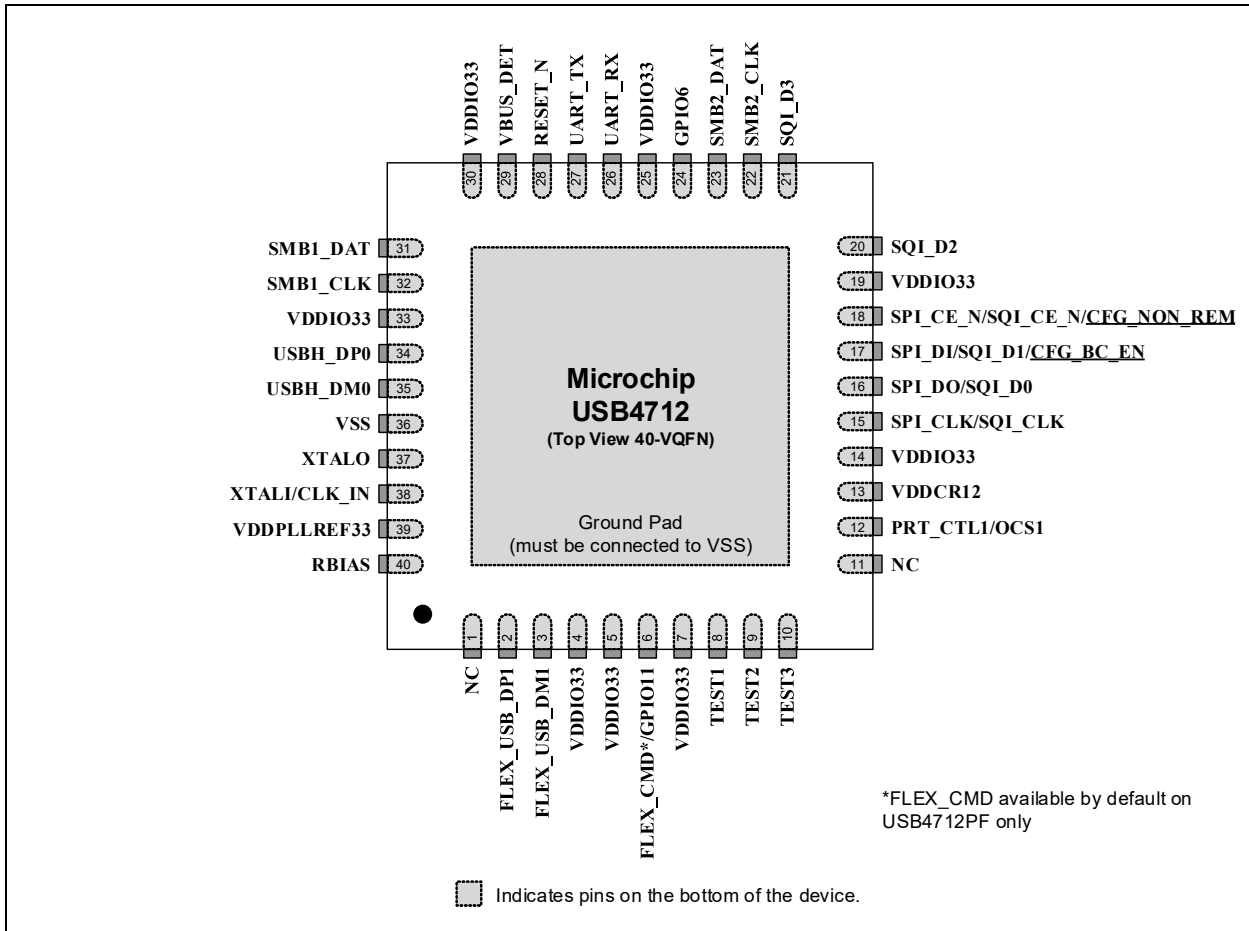 VDDIO33
VBUS_DET
RESET_N
UART_TX
UART_RX
VDDIO33
GPIO6
SMB2_DAT
SMB2_CLK
SQI_D3
30
29
28
27
26
25
24
23
22
21
SMB1_DAT 31
SMB1_CLK 32
VDDIO33 33
USBH_DP0 34
USBH_DM0 35
VSS 36
XTALO 37
XTALI/CLK_IN 38
VDDPLLREF33 39
RBIAS 40
Microchip
USB4712
(Top View 40-VQFN)
Ground Pad
(must be connected to VSS)
20 SQI_D2
19 VDDIO33
18 SPI_CE_N/SQI_CE_N/CFG_NON_REM
17 SPI_DI/SQI_D1/CFG_BC_EN
16 SPI_DO/SQI_D0
15 SPI_CLK/SQI_CLK
14 VDDIO33
13 VDDCR12
12 PRT_CTL1/OCS1
11 NC
1
2
3
4
5
6
7
8
9
10
NC
FLEX_USB_DP1
FLEX_USB_DM1
VDDIO33
VDDIO33
FLEX_CMD*/GPIO11
VDDIO33
TEST1
TEST2
TEST3
*FLEX_CMD available by default on
USB4712PF only
Indicates pins on the bottom of the device.